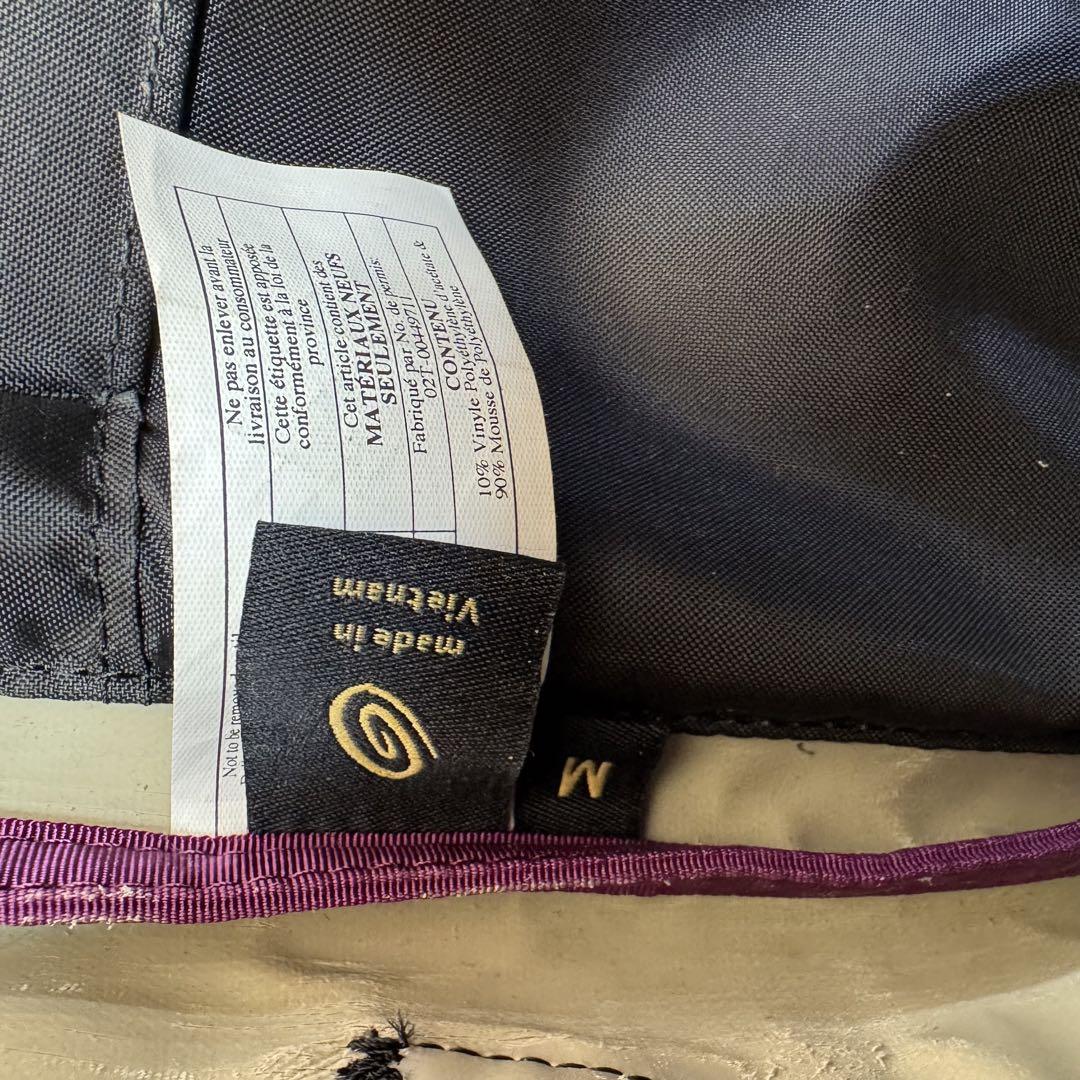 Ne pas enlever avant la
livraison au consommateur
Cette étiquette est apposée
conformément à la loi de la
province
Cet article contient des
MATÉRIAUX NEUFS
SEULEMENT
Fabriqué par No. de permis:
02T-00449711
CONTENU
10% Vinyle Polyéthylène d'acétate &
90% Mousse de Polyéthylène
Not to be
made in
Vietnam
M